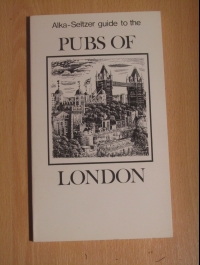 Alka-Seltzer guide to the
PUBS OF
LONDON